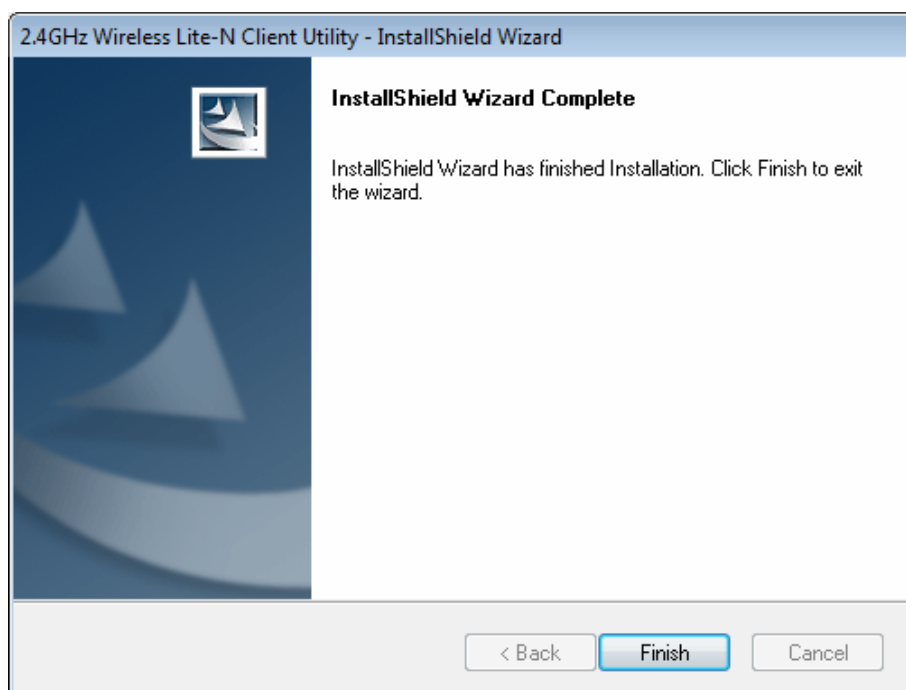 2.4GHz Wireless Lite-N Client Utility - InstallShield Wizard
InstallShield Wizard Complete
InstallShield Wizard has finished Installation. Click Finish to exit
the wizard.
< Back
Finish
Cancel